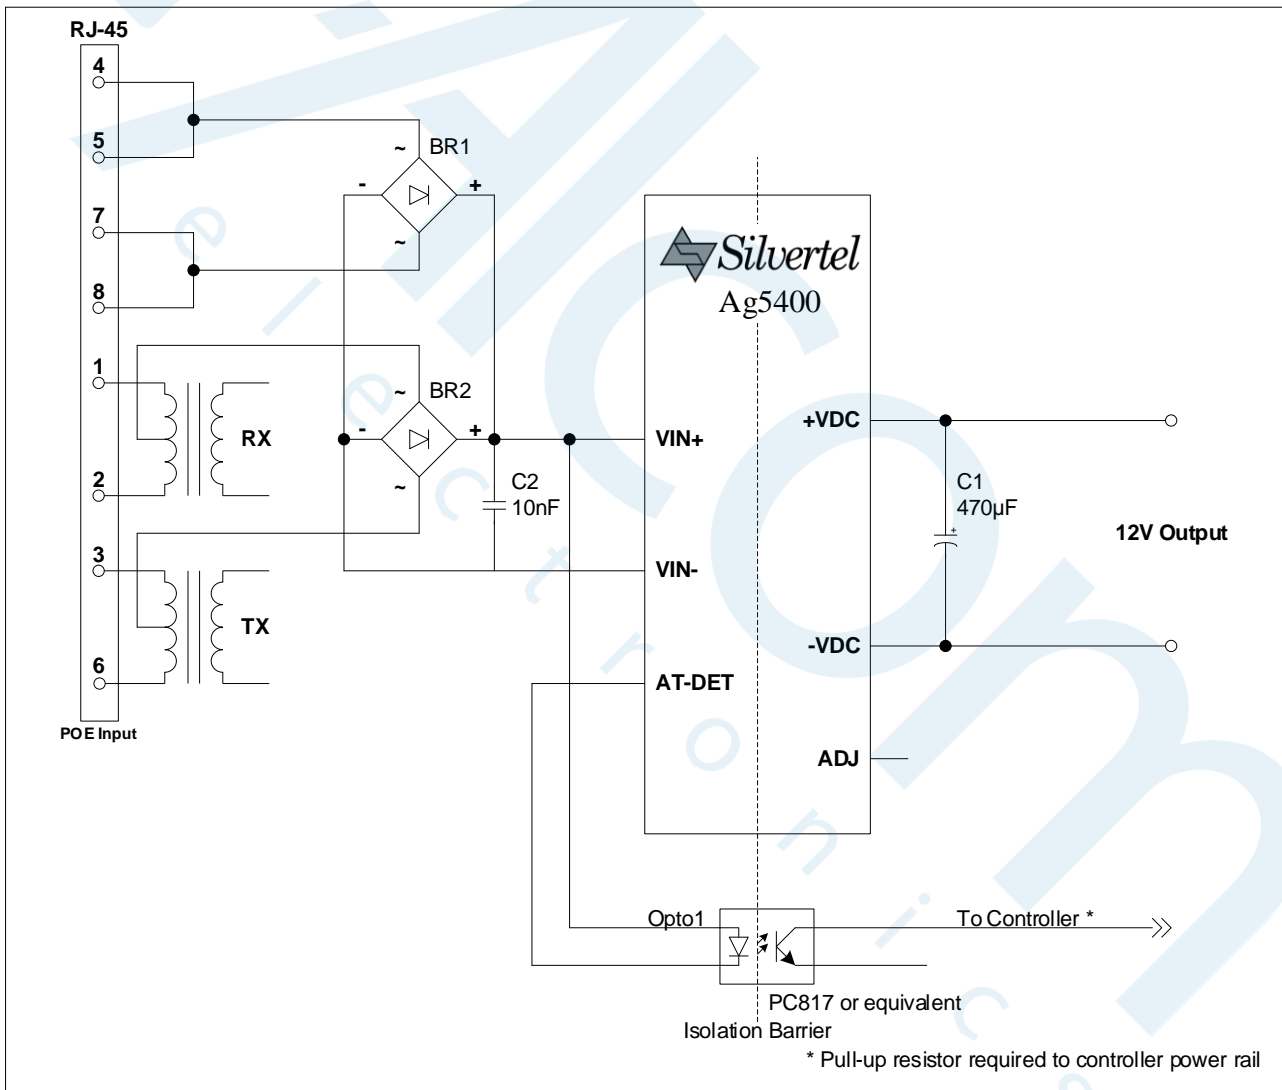 RJ-45
4
5
7
8
1
2
3
6
POE Input
~
BR1
-
+
~
~
BR2
-
+
~
RX
TX
C2
10nF
Silvertel
Ag5400
VIN+
VIN-
AT-DET
+VDC
-VDC
ADJ
C1
470µF
+
12V Output
Opto1
To Controller *
PC817 or equivalent
Isolation Barrier
* Pull-up resistor required to controller power rail
ALCOm
electronics